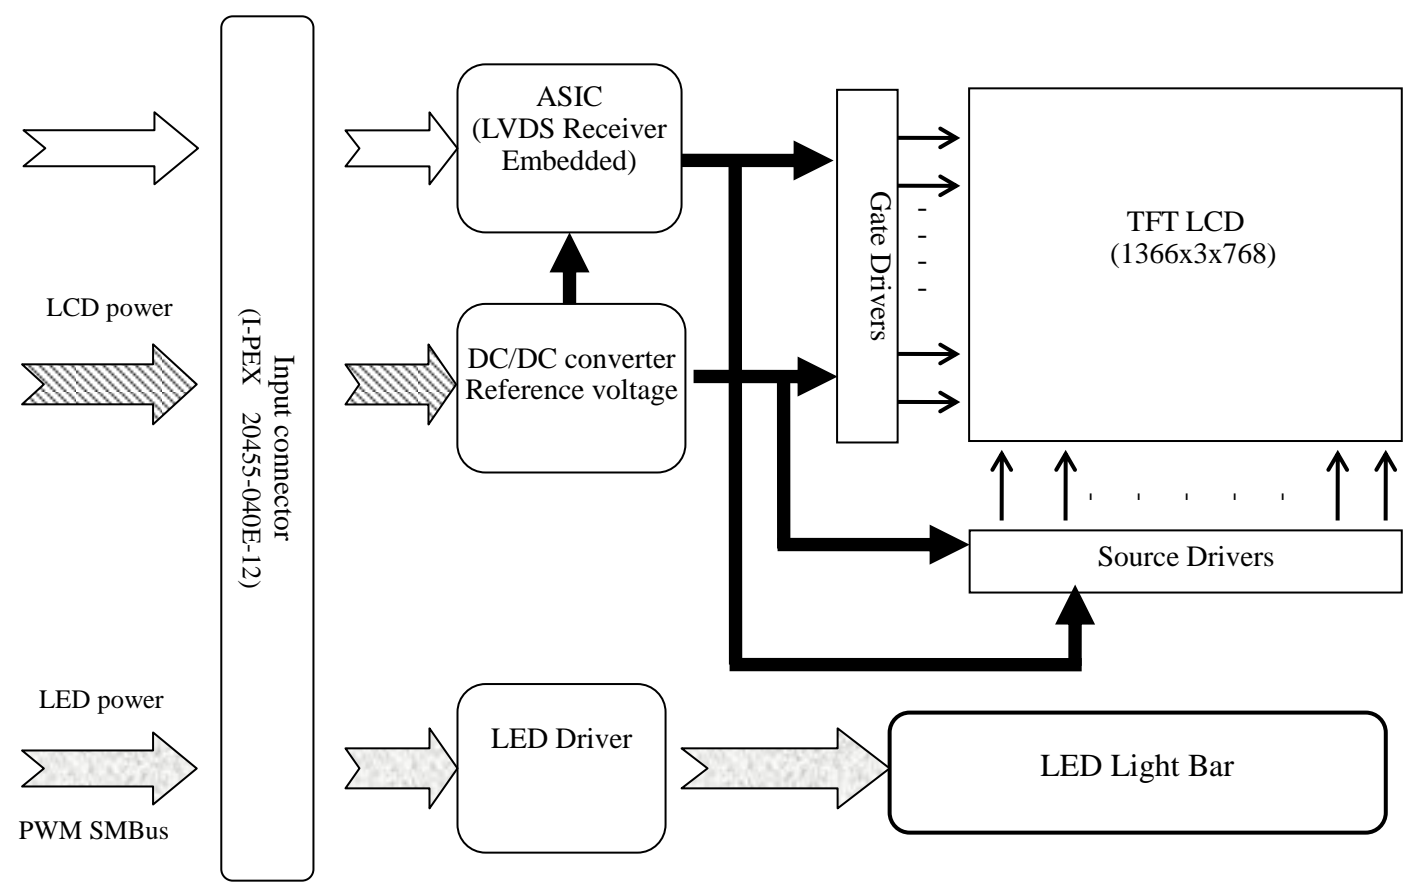 ASIC
(LVDS Receiver
Embedded)
TFT LCD
(1366x3x768)
Gate Drivers
LCD power
Input connector
(I-PEX 20455-040E-12)
DC/DC converter
Reference voltage
Source Drivers
LED power
LED Driver
LED Light Bar
PWM SMBus